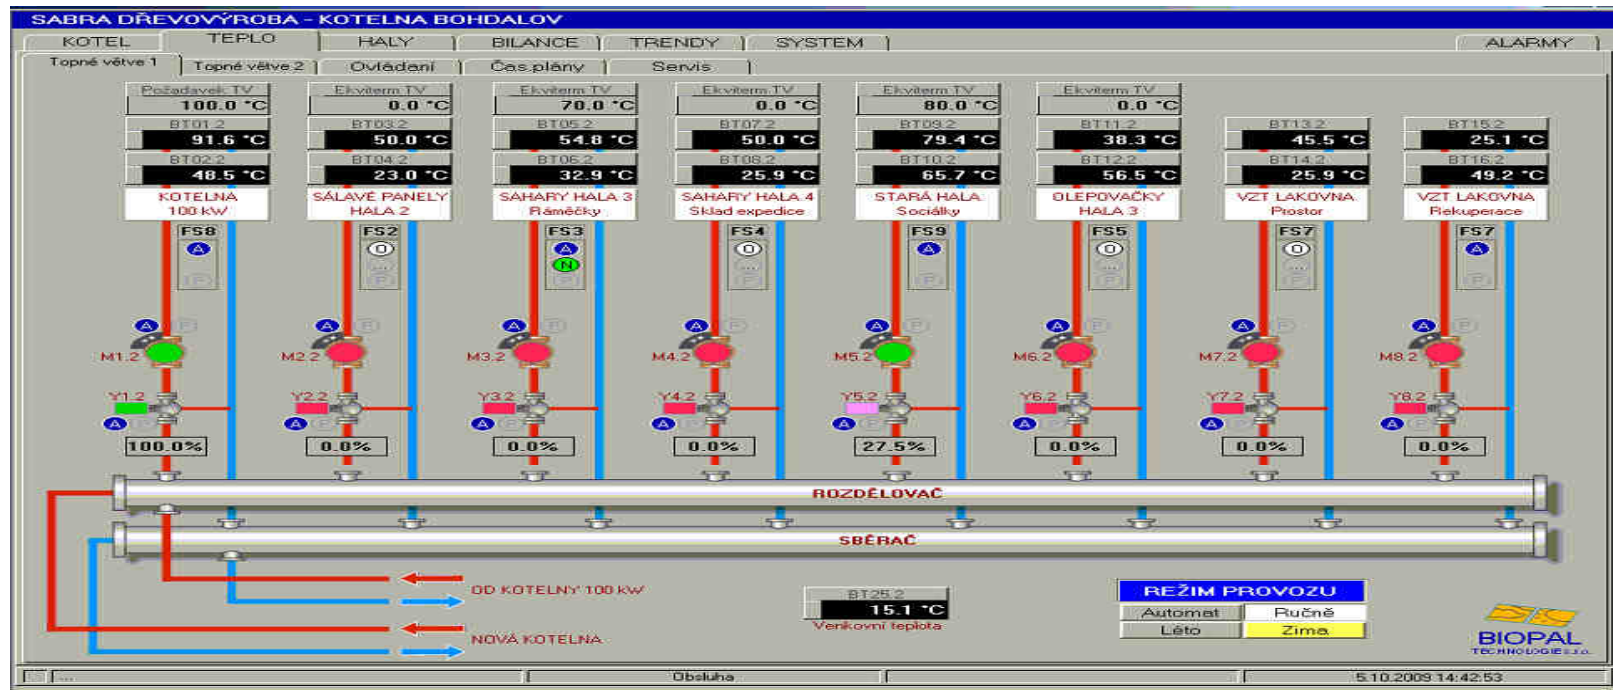 SABRA DŘEVOVÝROBA - KOTELNA BOHDALOV
KOTEL TEPLO HALY BILANCE TRENDY SYSTEM ALARMY
Topné větve 1 Topné větve 2 Ovládaní Čas.plány Servis
Požadavek TV Ekviterm TV Ekviterm TV Ekviterm TV Ekviterm TV Ekviterm TV
100.0 °C 0.0 °C 70.0 °C 0.0 °C 80.0 °C 0.0 °C
BT01.2 BT03.2 BT05.2 BT07.2 BT09.2 BT11.2 BT13.2 BT15.2
91.6 °C 50.0 °C 54.8 °C 50.0 °C 79.4 °C 38.3 °C 45.5 °C 25.1 °C
BT02.2 BT04.2 BT06.2 BT08.2 BT10.2 BT12.2 BT14.2 BT16.2
48.5 °C 23.0 °C 32.9 °C 25.9 °C 65.7 °C 56.5 °C 25.9 °C 49.2 °C
KOTELNA SÁLAVÉ PANELY SAHARY HALA 3 SAHARY HALA 4 STARÁ HALA OLEPOVAČKY VZT LAKOVNA VZT LAKOVNA
100 kW HALA 2 Rámečky Sklad expedice Sociálky HALA 3 Prostor Rekuperace
FS8 FS2 FS3 FS4 FS9 FS5 FS7 FS7
A O A O A O O A
... N ... ... ...
P P P P P P P P
A P A P A P A P A P A P A P A P
M1.2 M2.2 M3.2 M4.2 M5.2 M6.2 M7.2 M8.2
Y1.2 Y2.2 Y3.2 Y4.2 Y5.2 Y6.2 Y7.2 Y8.2
A P A P A P A P A P A P A P A P
100.0% 0.0% 0.0% 0.0% 27.5% 0.0% 0.0% 0.0%
ROZDĚLOVAČ
SBĚRAČ
OD KOTELNY 100 kW
NOVÁ KOTELNA
BT25.2
15.1 °C
Venkovní teplota
REŽIM PROVOZU
Automat Ručně
Léto Zima
BIOPAL
TECHNOLOGIE s.r.o.
... Obsluha 5.10.2009 14:42:53